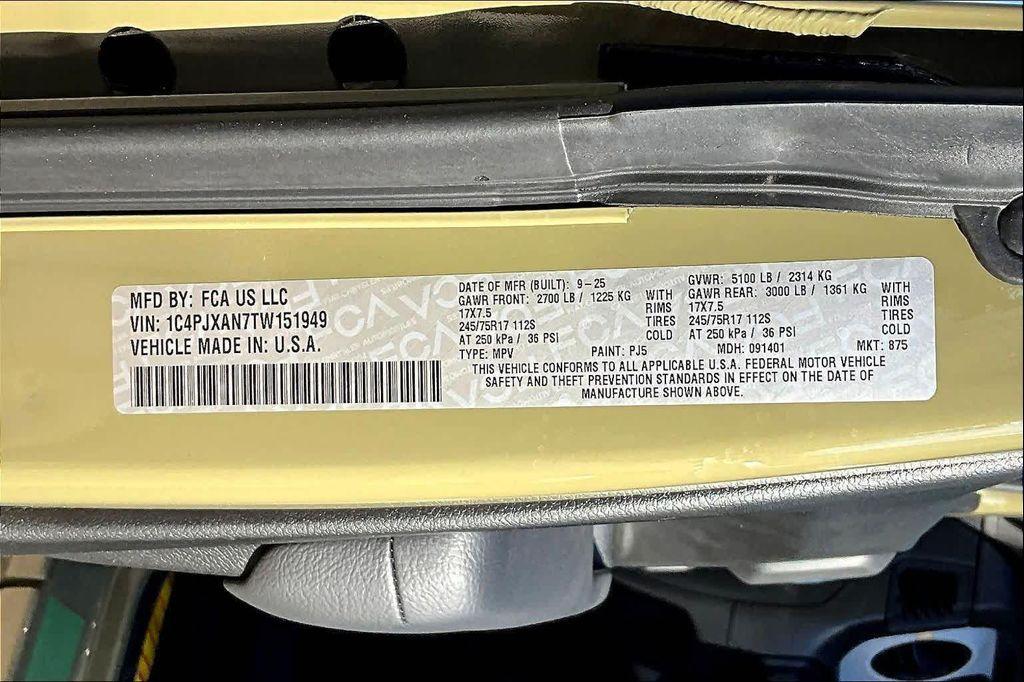 MFD BY: FCA US LLC
VIN: 1C4PJXAN7TW151949
VEHICLE MADE IN: U.S.A.
DATE OF MFR (BUILT): 9-25
GVWR: 5100 LB / 2314 KG
GAWR FRONT: 2700 LB / 1225 KG WITH
GAWR REAR: 3000 LB / 1361 KG WITH
17X7.5 RIMS
17X7.5 RIMS
245/75R17 112S TIRES
245/75R17 112S TIRES
AT 250 kPa / 36 PSI COLD
AT 250 kPa / 36 PSI COLD
TYPE: MPV PAINT: PJ5 MDH: 091401 MKT: 875
THIS VEHICLE CONFORMS TO ALL APPLICABLE U.S.A. FEDERAL MOTOR VEHICLE
SAFETY AND THEFT PREVENTION STANDARDS IN EFFECT ON THE DATE OF
MANUFACTURE SHOWN ABOVE.